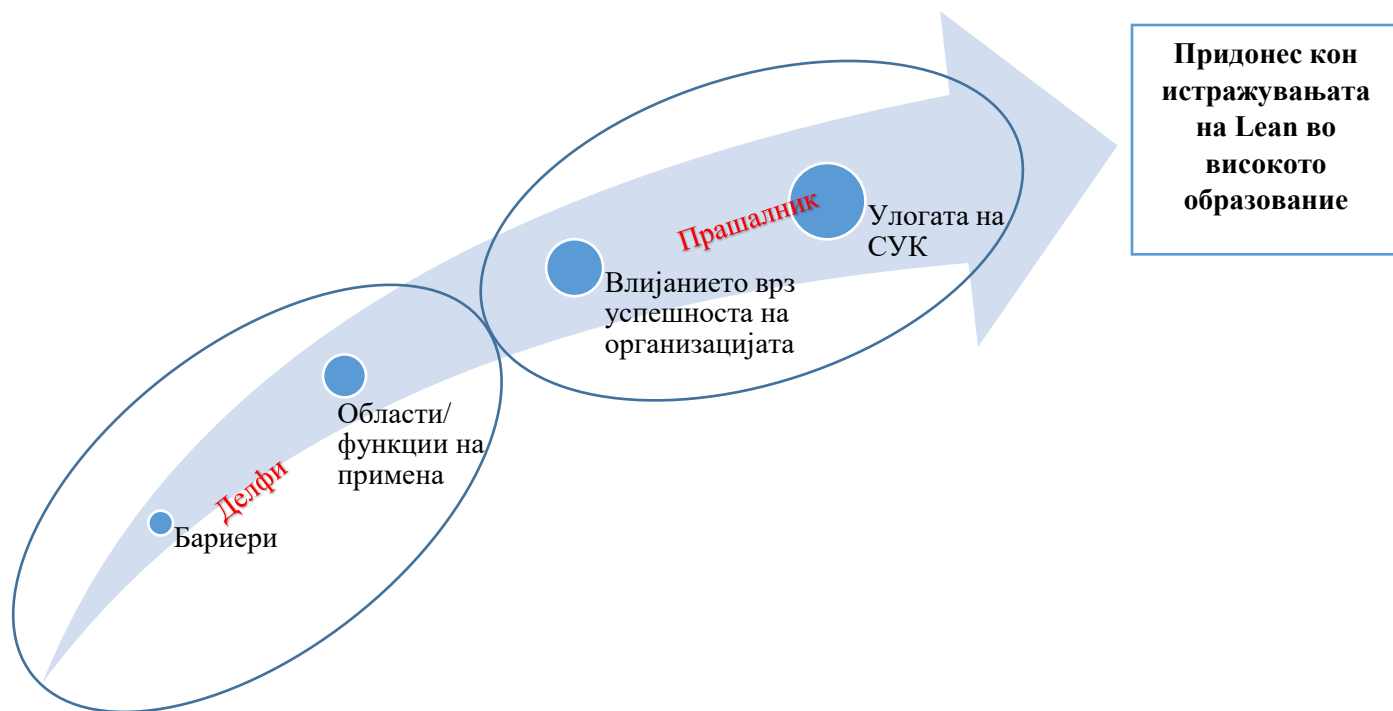 Придонес кон
истражувањата
на Lean во
високото
образование
Прашалник
Улогата на
СУК
Влијанието врз
успешноста на
организацијата
Области/
функции на
примена
Делфи
Бариери